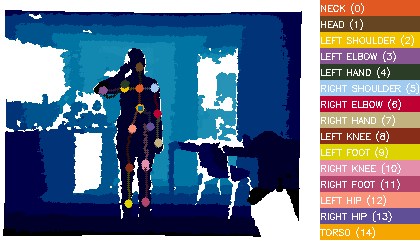 NECK (0)
HEAD (1)
LEFT SHOULDER (2)
LEFT ELBOW (3)
LEFT HAND (4)
RIGHT SHOULDER (5)
RIGHT ELBOW (6)
RIGHT HAND (7)
LEFT KNEE (8)
LEFT FOOT (9)
RIGHT KNEE (10)
RIGHT FOOT (11)
LEFT HIP (12)
RIGHT HIP (13)
TORSO (14)